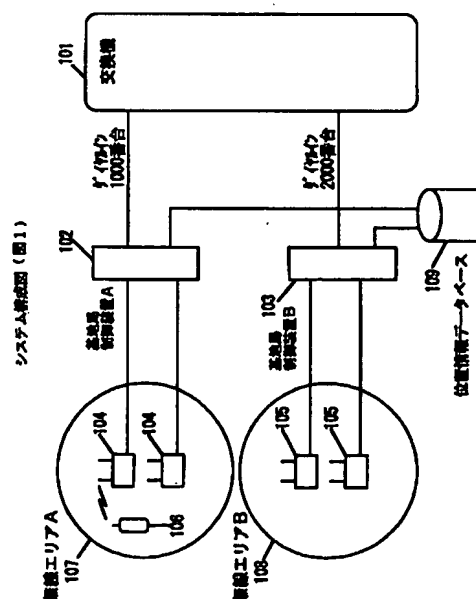 システム構成図(図1)
交換機
101
ダイヤルイン
1000番台
ダイヤルイン
2000番台
102
基地局
制御装置A
103
基地局
制御装置B
104
104
106
105
105
無線エリアA
107
無線エリアB
108
109
位置情報データベース